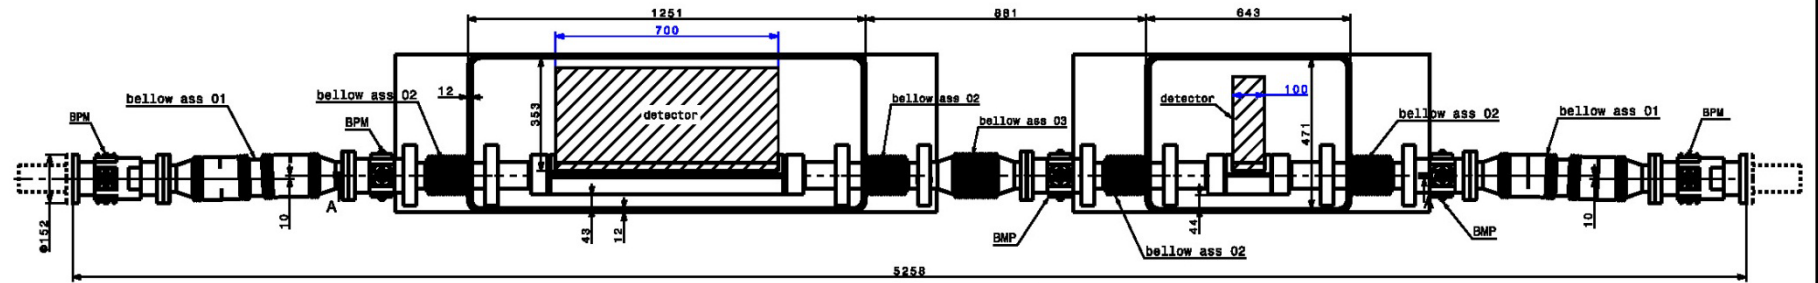 1251
881
643
700
bellow ass 01
bellow ass 02
12
353
detector
bellow ass 02
bellow ass 03
detector
100
471
bellow ass 02
bellow ass 01
BPM
BPM
BPM
ø152
10
A
43
12
BMP
44
bellow ass 02
BMP
10
5258